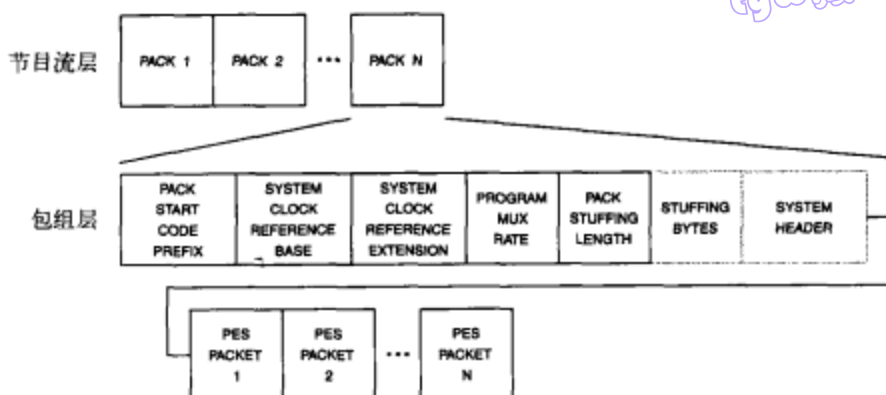 节目流层
PACK 1
PACK 2
...
PACK N
包组层
PACK
START
CODE
PREFIX
SYSTEM
CLOCK
REFERENCE
BASE
SYSTEM
CLOCK
REFERENCE
EXTENSION
PROGRAM
MUX
RATE
PACK
STUFFING
LENGTH
STUFFING
BYTES
SYSTEM
HEADER
PES
PACKET
1
PES
PACKET
2
...
PES
PACKET
N